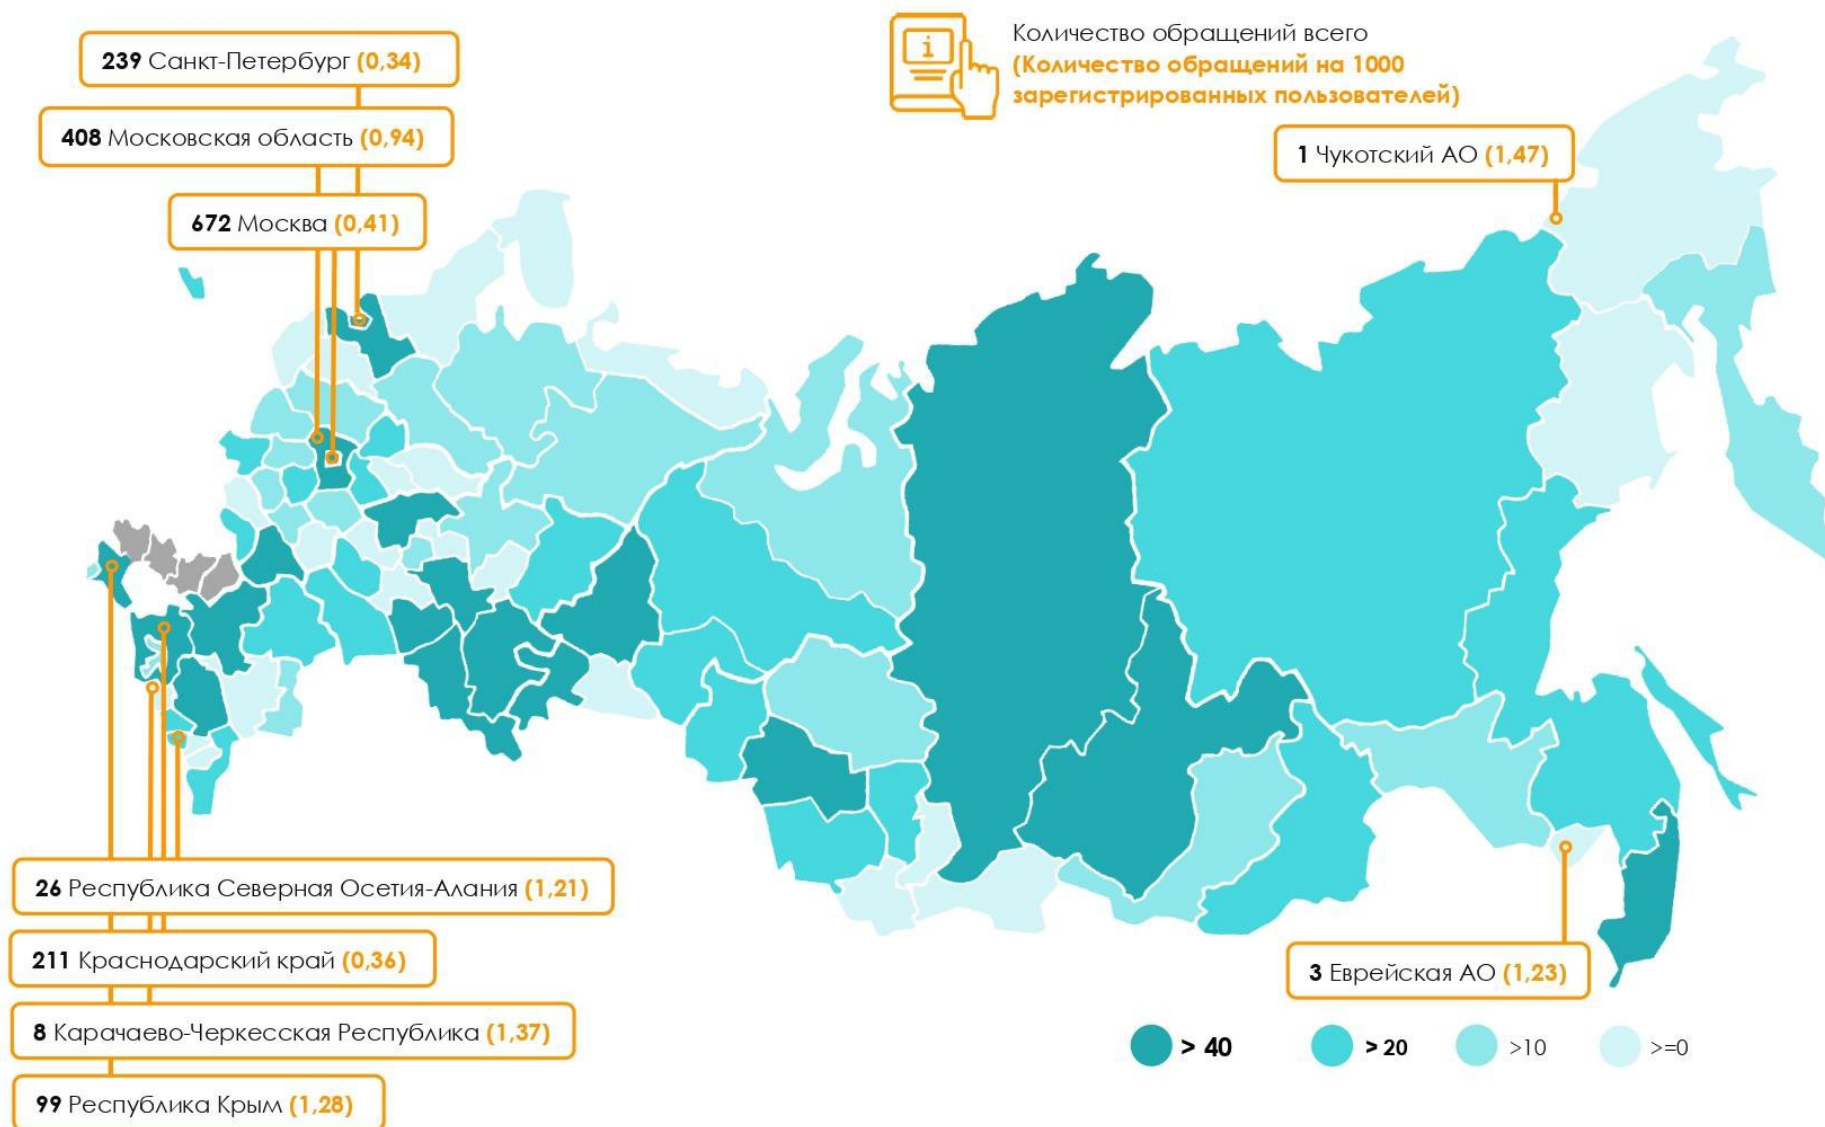 239 Санкт-Петербург (0,34)
408 Московская область (0,94)
672 Москва (0,41)
i
Количество обращений всего
(Количество обращений на 1000
зарегистрированных пользователей)
1 Чукотский АО (1,47)
26 Республика Северная Осетия-Алания (1,21)
211 Краснодарский край (0,36)
8 Карачаево-Черкесская Республика (1,37)
99 Республика Крым (1,28)
3 Еврейская АО (1,23)
> 40 > 20 >10 >=0